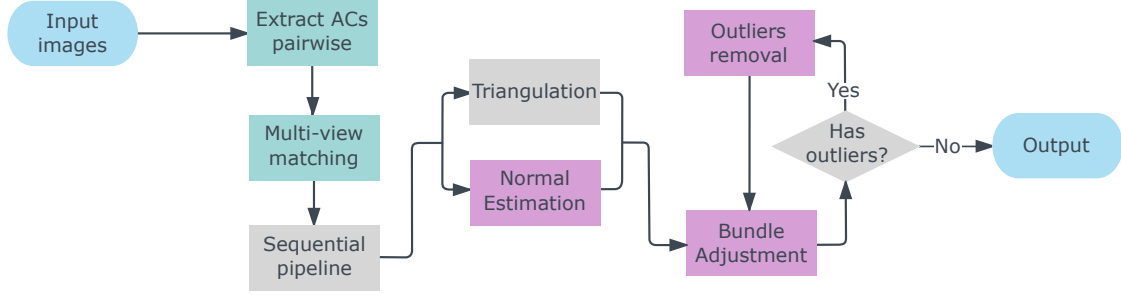 Input
images
Extract ACs
pairwise
Multi-view
matching
Sequential
pipeline
Triangulation
Normal
Estimation
Outliers
removal
Bundle
Adjustment
Yes
Has
outliers?
No
Output